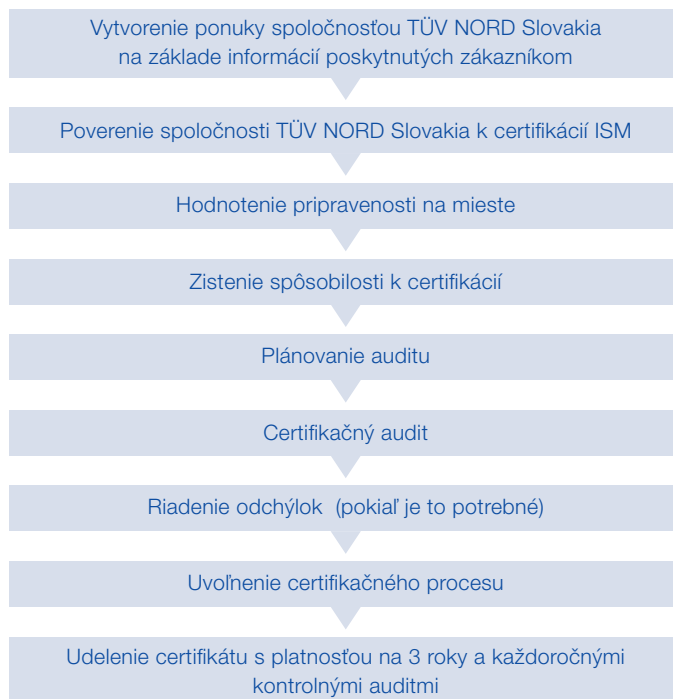 Vytvorenie ponuky spoločnosťou TÜV NORD Slovakia
na základe informácií poskytnutých zákazníkom
Poverenie spoločnosti TÜV NORD Slovakia k certifikácií ISM
Hodnotenie pripravenosti na mieste
Zistenie spôsobilosti k certifikácií
Plánovanie auditu
Certifikačný audit
Riadenie odchýlok  (pokiaľ je to potrebné)
Uvoľnenie certifikačného procesu
Udelenie certifikátu s platnosťou na 3 roky a každoročnými
kontrolnými auditmi